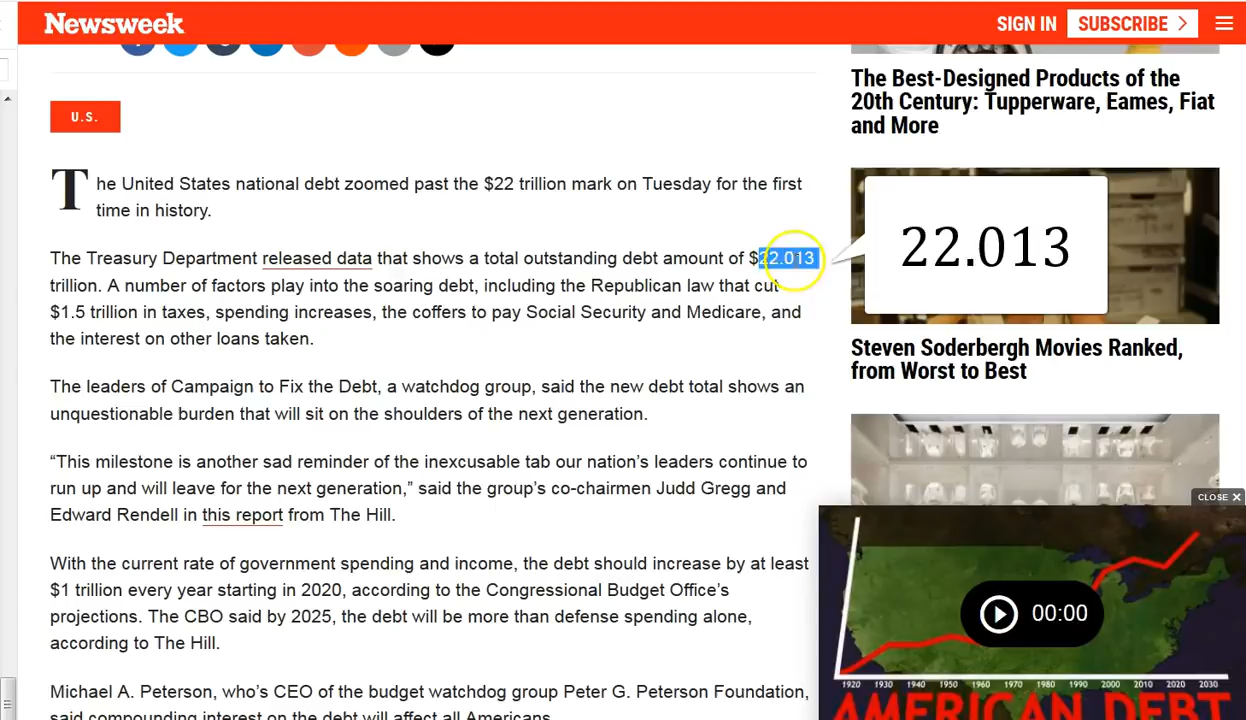 Newsweek
SIGN IN
SUBSCRIBE
U.S.
The United States national debt zoomed past the $22 trillion mark on Tuesday for the first
time in history.
The Treasury Department released data that shows a total outstanding debt amount of $22.013
trillion. A number of factors play into the soaring debt, including the Republican law that cut
$1.5 trillion in taxes, spending increases, the coffers to pay Social Security and Medicare, and
the interest on other loans taken.
The leaders of Campaign to Fix the Debt, a watchdog group, said the new debt total shows an
unquestionable burden that will sit on the shoulders of the next generation.
“This milestone is another sad reminder of the inexcusable tab our nation’s leaders continue to
run up and will leave for the next generation,” said the group’s co-chairmen Judd Gregg and
Edward Rendell in this report from The Hill.
With the current rate of government spending and income, the debt should increase by at least
$1 trillion every year starting in 2020, according to the Congressional Budget Office’s
projections. The CBO said by 2025, the debt will be more than defense spending alone,
according to The Hill.
Michael A. Peterson, who’s CEO of the budget watchdog group Peter G. Peterson Foundation,
said compounding interest on the debt will affect all Americans.
The Best-Designed Products of the
20th Century: Tupperware, Eames, Fiat
and More
22.013
Steven Soderbergh Movies Ranked,
from Worst to Best
CLOSE
00:00
1920 1930 1940 1950 1960 1970 1980 1990 2000 2010 2020 2030
AMERICAN DEBT